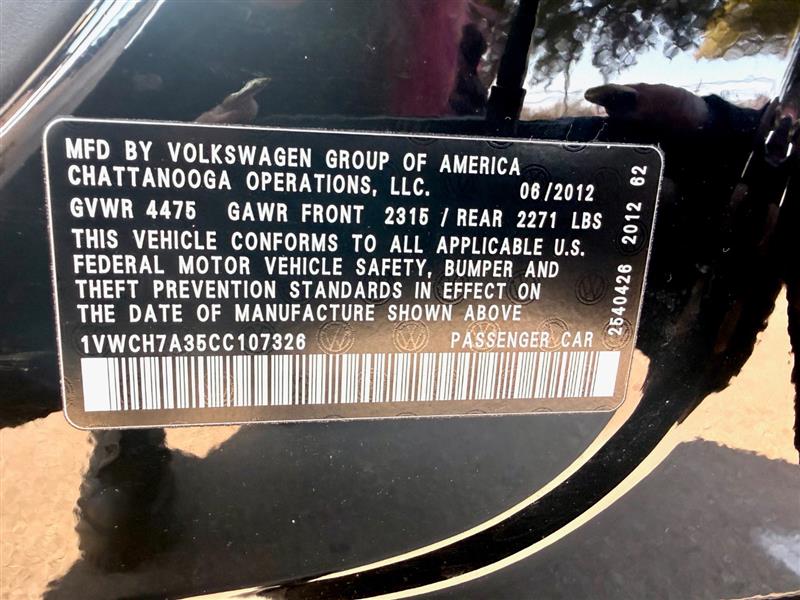 MFD BY VOLKSWAGEN GROUP OF AMERICA
CHATTANOOGA OPERATIONS, LLC. 06/2012
GVWR 4475 GAWR FRONT 2315 / REAR 2271 LBS
THIS VEHICLE CONFORMS TO ALL APPLICABLE U.S.
FEDERAL MOTOR VEHICLE SAFETY, BUMPER AND
THEFT PREVENTION STANDARDS IN EFFECT ON
THE DATE OF MANUFACTURE SHOWN ABOVE
1VWCH7A35CC107326 PASSENGER CAR
2540426 2012 62